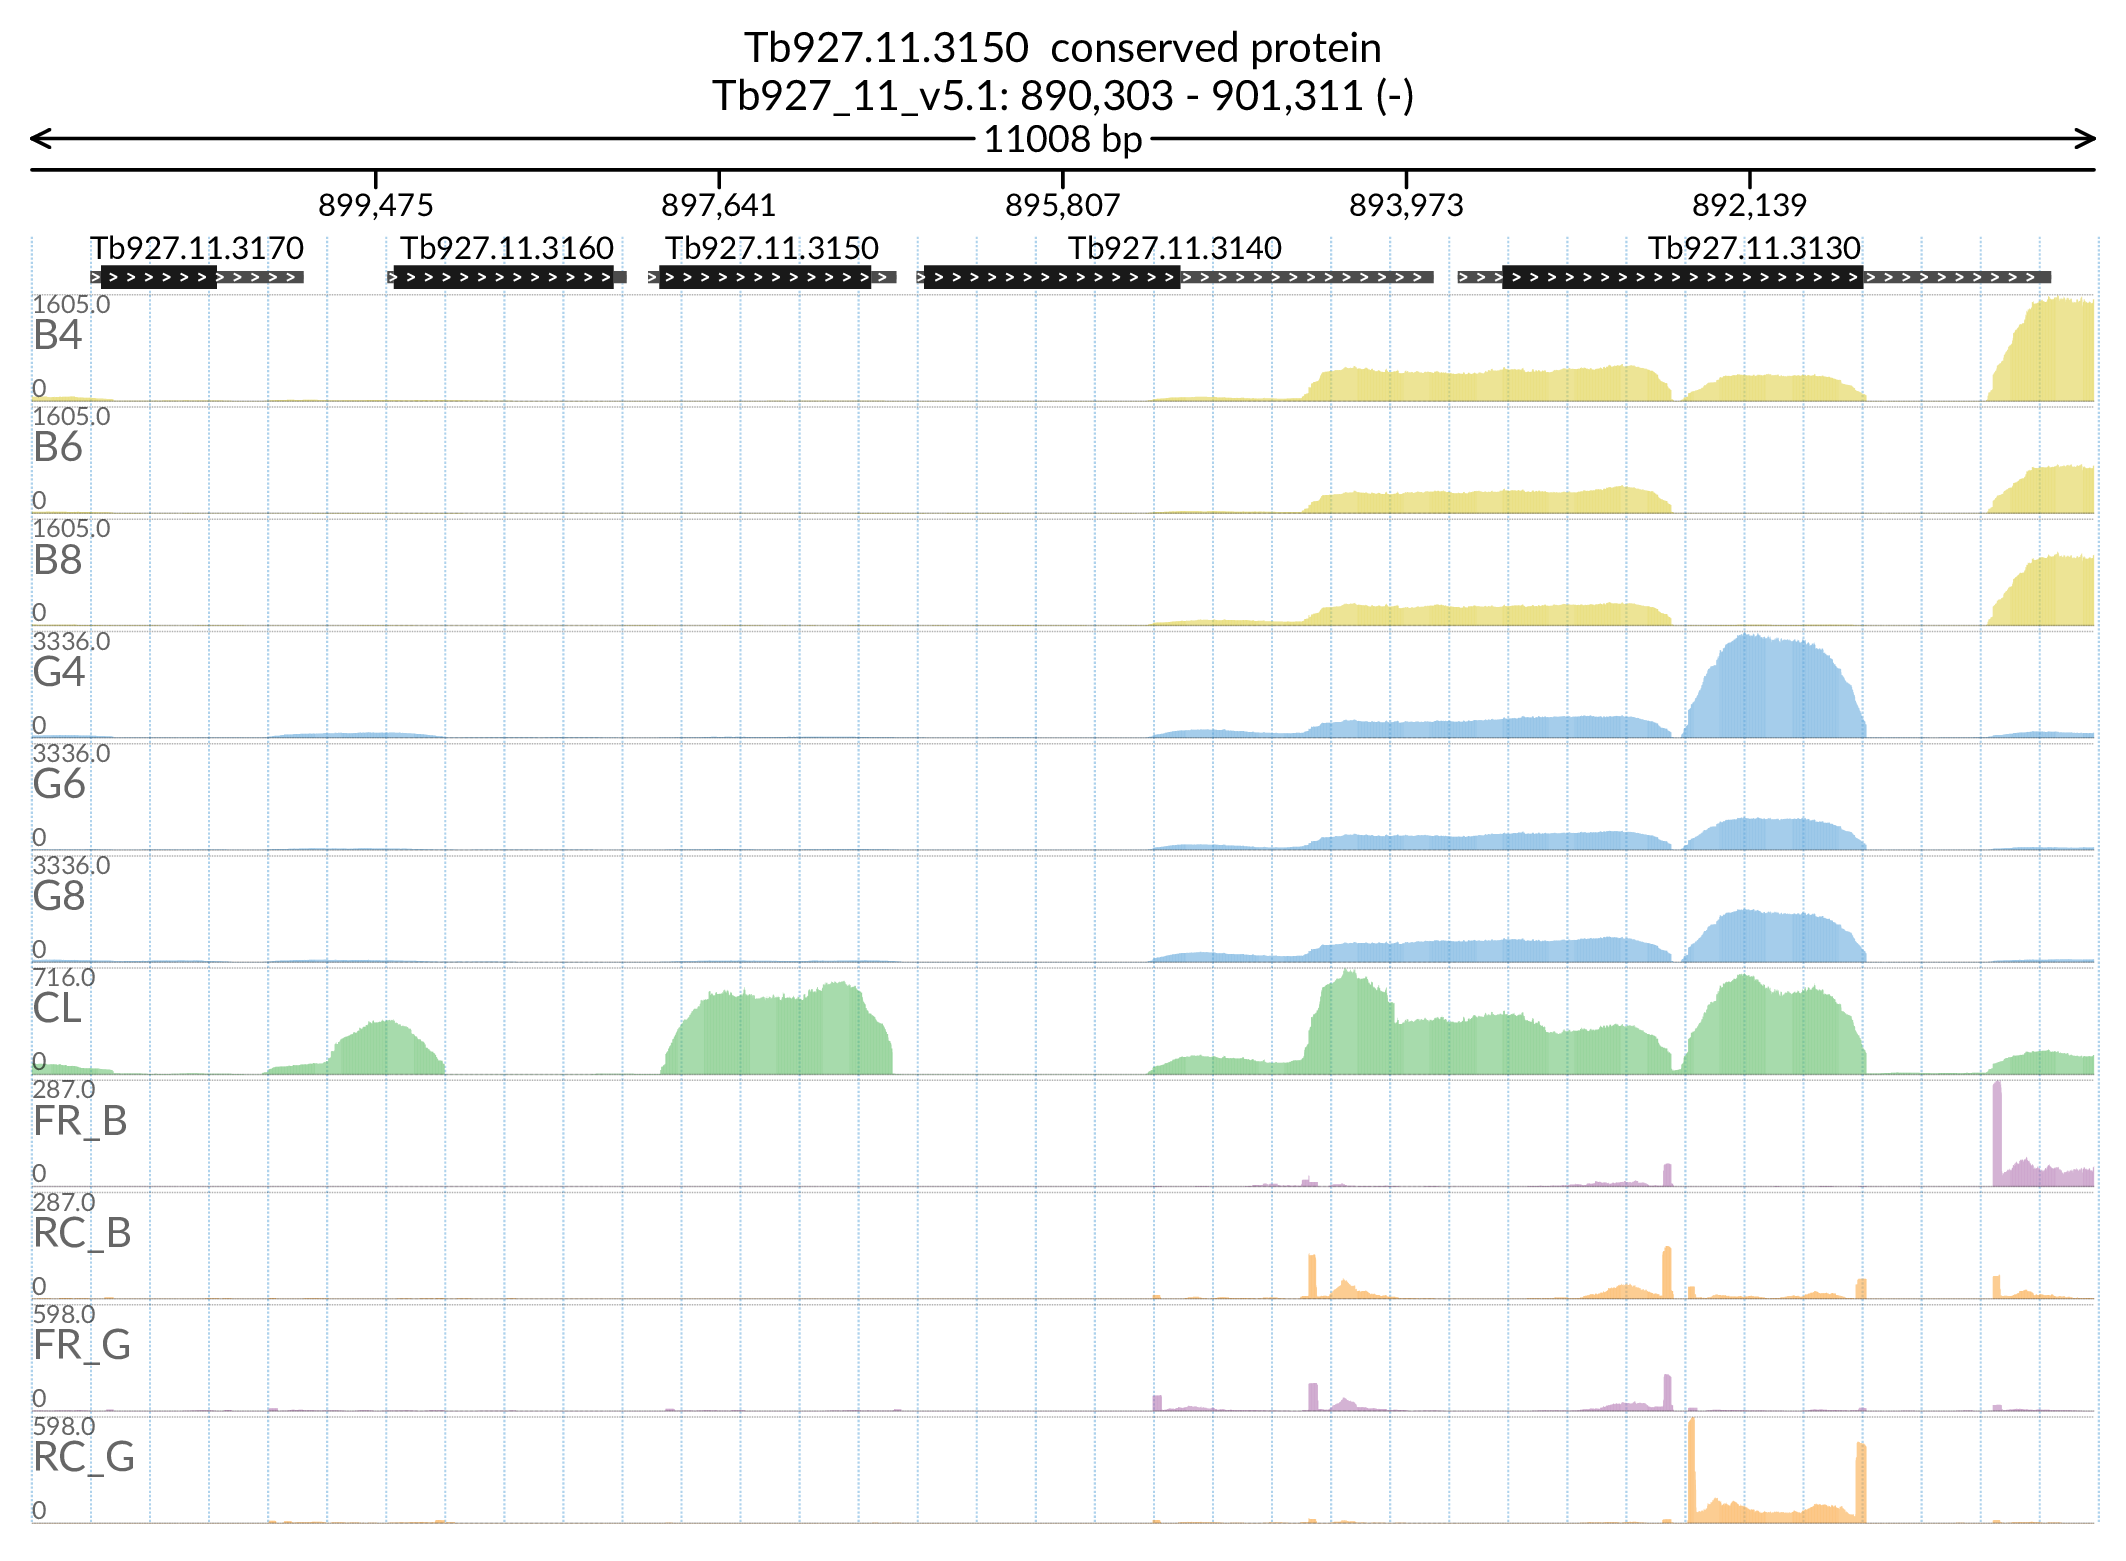 Tb927.11.3150 conserved protein
Tb927_11_v5.1: 890,303 - 901,311 (-)
11008 bp
899,475 897,641 895,807 893,973 892,139
Tb927.11.3170 Tb927.11.3160 Tb927.11.3150 Tb927.11.3140 Tb927.11.3130
1605.0
B4
0
1605.0
B6
0
1605.0
B8
0
3336.0
G4
0
3336.0
G6
0
3336.0
G8
0
716.0
CL
0
287.0
FR_B
0
287.0
RC_B
0
598.0
FR_G
0
598.0
RC_G
0